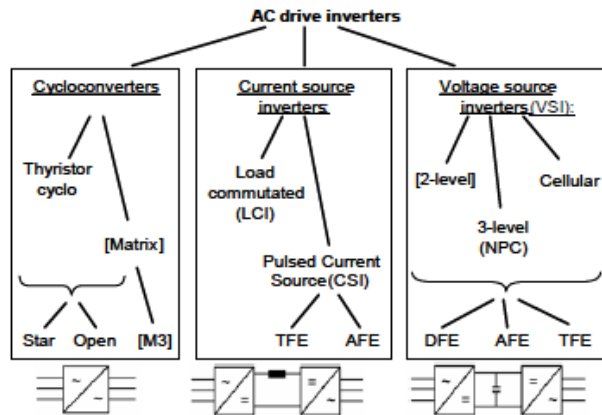 AC drive inverters
Cycloconverters
Thyristor
cyclo
[Matrix]
Star Open [M3]
Current source
inverters:
Load
commutated
(LCI)
Pulsed Current
Source(CSI)
TFE AFE
Voltage source
inverters(VSI):
[2-level] Cellular
3-level
(NPC)
DFE AFE TFE
~ ~
~ = = ~
~ = = ~